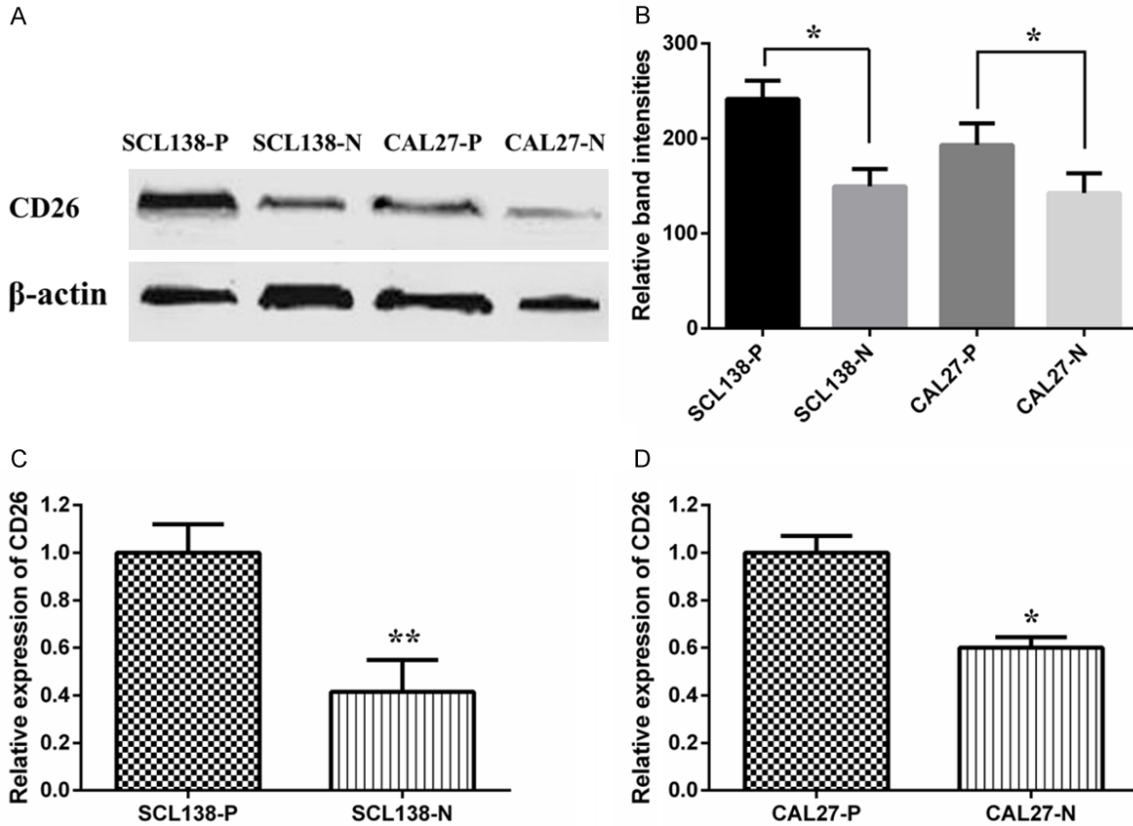 A
SCL138-P SCL138-N CAL27-P CAL27-N
CD26
β-actin
B
Relative band intensities
300
200
100
0
*
*
SCL138-P
SCL138-N
CAL27-P
CAL27-N
C
Relative expression of CD26
1.2
1.0
0.8
0.6
0.4
0.2
0.0
**
SCL138-P SCL138-N
D
Relative expression of CD26
1.2
1.0
0.8
0.6
0.4
0.2
0.0
*
CAL27-P CAL27-N